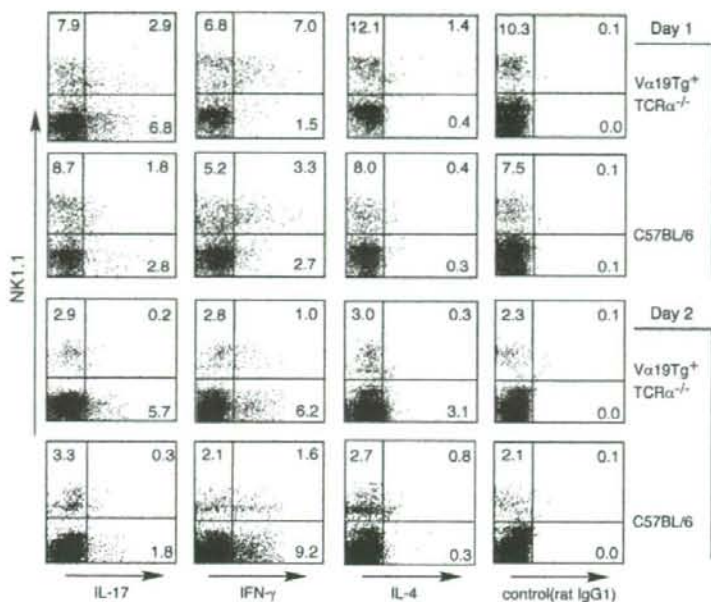 7.9 2.9 6.8 7.0 12.1 1.4 10.3 0.1 Day 1
Vα19Tg+
TCRα-/-
6.8 1.5 0.4 0.0
8.7 1.8 5.2 3.3 8.0 0.4 7.5 0.1
C57BL/6
2.8 2.7 0.3 0.1
NK1.1
2.9 0.2 2.8 1.0 3.0 0.3 2.3 0.1 Day 2
Vα19Tg+
TCRα-/-
5.7 6.2 3.1 0.0
3.3 0.3 2.1 1.6 2.7 0.8 2.1 0.1
C57BL/6
1.8 9.2 0.3 0.0
IL-17 IFN-γ IL-4 control(rat IgG1)